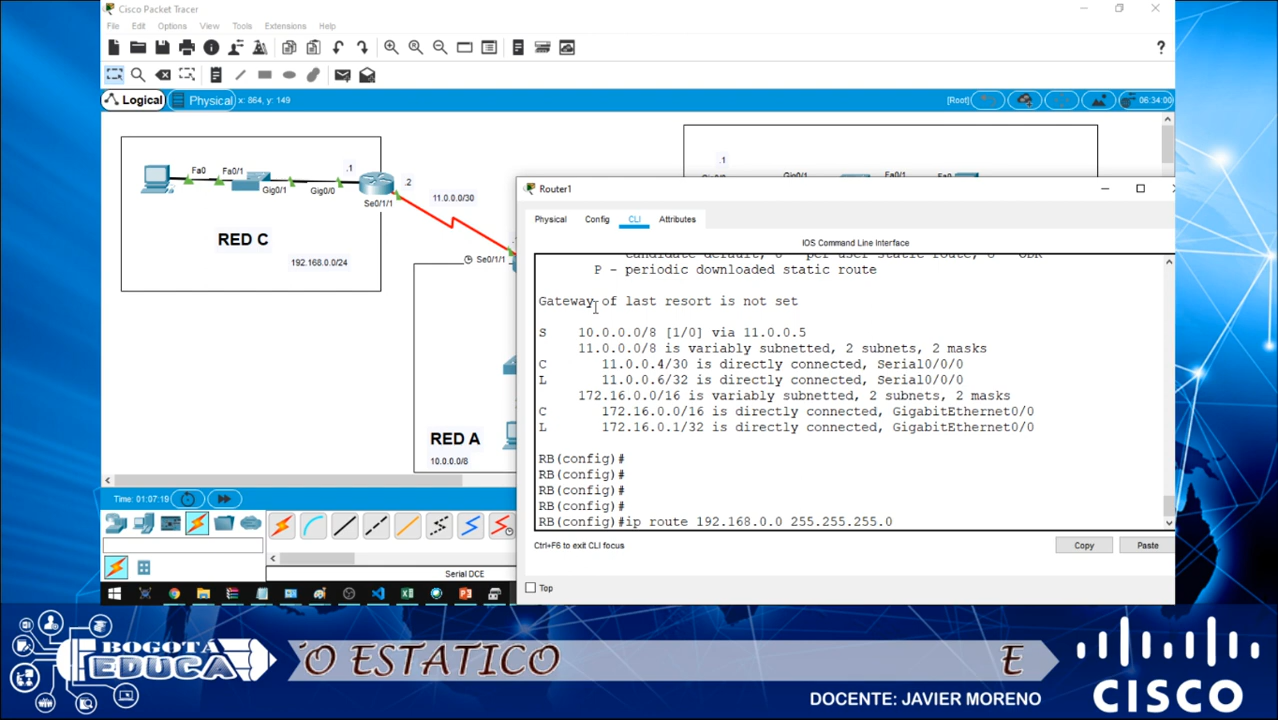 Cisco Packet Tracer
File Edit Options View Tools Extensions Help
?
Logical Physical x: 864, y: 149 [Root] 06:34:00
.1
Fa0 Fa0/1 .1
Gig0/1 Gig0/0 .2
Se0/1/1
11.0.0.0/30
RED C
192.168.0.0/24
Se0/1/1
RED A
10.0.0.0/8
Gig0/1 Fa0/1
Router1
Physical Config CLI Attributes
IOS Command Line Interface
P - periodic downloaded static route
Gateway of last resort is not set
S 10.0.0.0/8 [1/0] via 11.0.0.5
11.0.0.0/8 is variably subnetted, 2 subnets, 2 masks
C 11.0.0.4/30 is directly connected, Serial0/0/0
L 11.0.0.6/32 is directly connected, Serial0/0/0
172.16.0.0/16 is variably subnetted, 2 subnets, 2 masks
C 172.16.0.0/16 is directly connected, GigabitEthernet0/0
L 172.16.0.1/32 is directly connected, GigabitEthernet0/0
RB(config)#
RB(config)#
RB(config)#
RB(config)#
RB(config)#ip route 192.168.0.0 255.255.255.0
Ctrl+F6 to exit CLI focus
Copy Paste
Top
Time: 01:07:19
Serial DCE
BOGOTÁ
EDUCA
O ESTATICO E
DOCENTE: JAVIER MORENO
CISCO